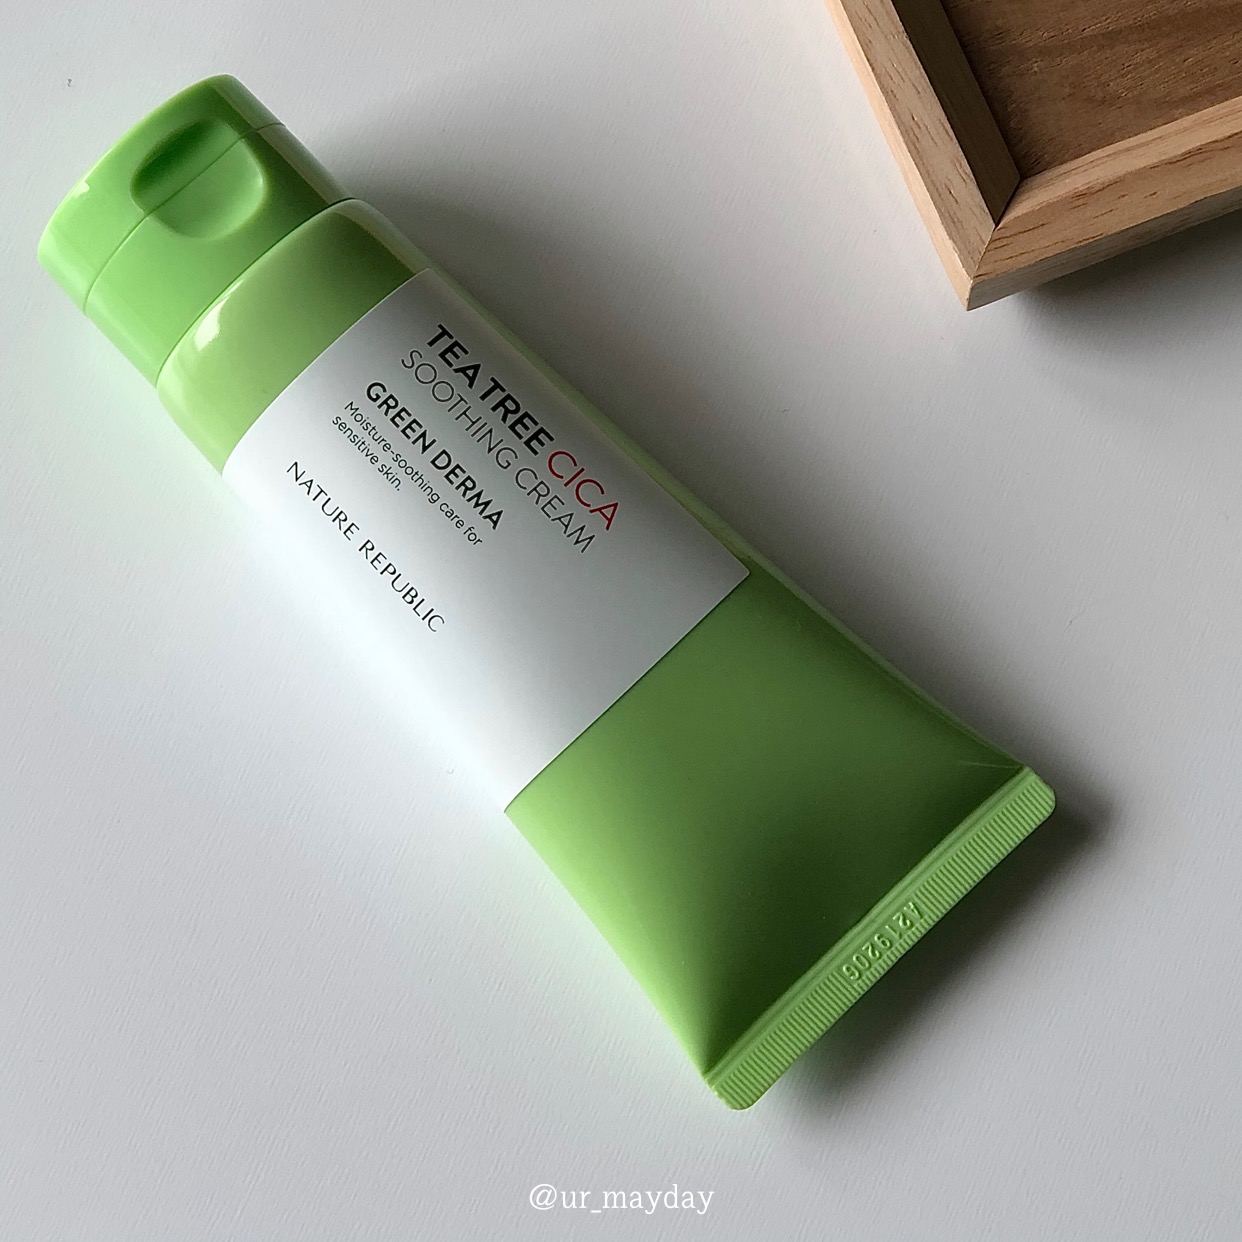 TEA TREE CICA
SOOTHING CREAM
GREEN DERMA
Moisture-soothing care for
sensitive skin.
NATURE REPUBLIC
A219206
@ur_mayday